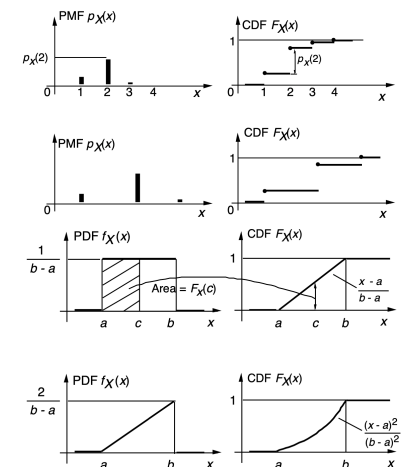 PMF pX(x)
CDF FX(x)
pX(2)
1
pX(2)
0 1 2 3 4 x
0 1 2 3 4 x
PMF pX(x)
CDF FX(x)
1
0 x
0 x
PDF fX(x)
CDF FX(x)
1
b - a
1
Area = FX(c)
x - a
b - a
a c b x
a c b x
PDF fX(x)
CDF FX(x)
2
b - a
1
(x - a)2
(b - a)2
a b x
a b x